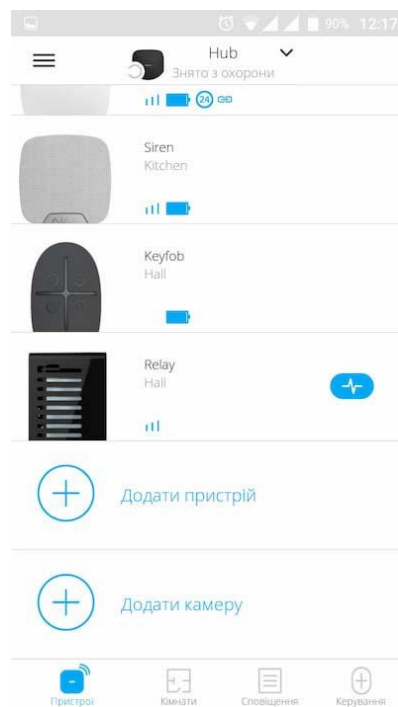 90% 12:17
Hub
Знято з охорони
24
Siren
Kitchen
Keyfob
Hall
Relay
Hall
Додати пристрій
Додати камеру
Пристрої
Кімнати
Сповіщення
Керування